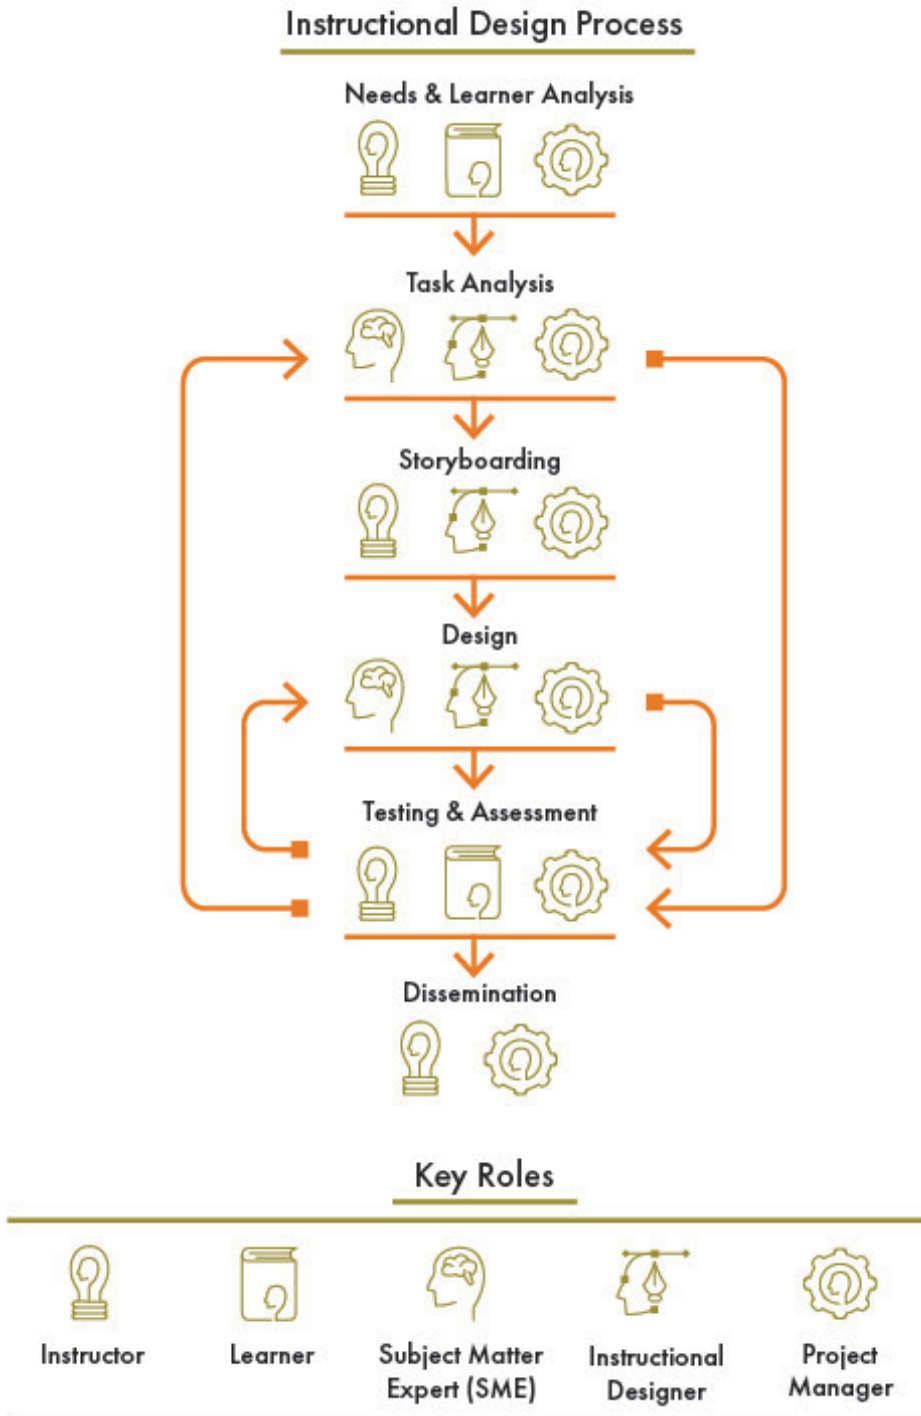 Instructional Design Process
Needs & Learner Analysis
Task Analysis
Storyboarding
Design
Testing & Assessment
Dissemination
Key Roles
Instructor
Learner
Subject Matter
Expert (SME)
Instructional
Designer
Project
Manager